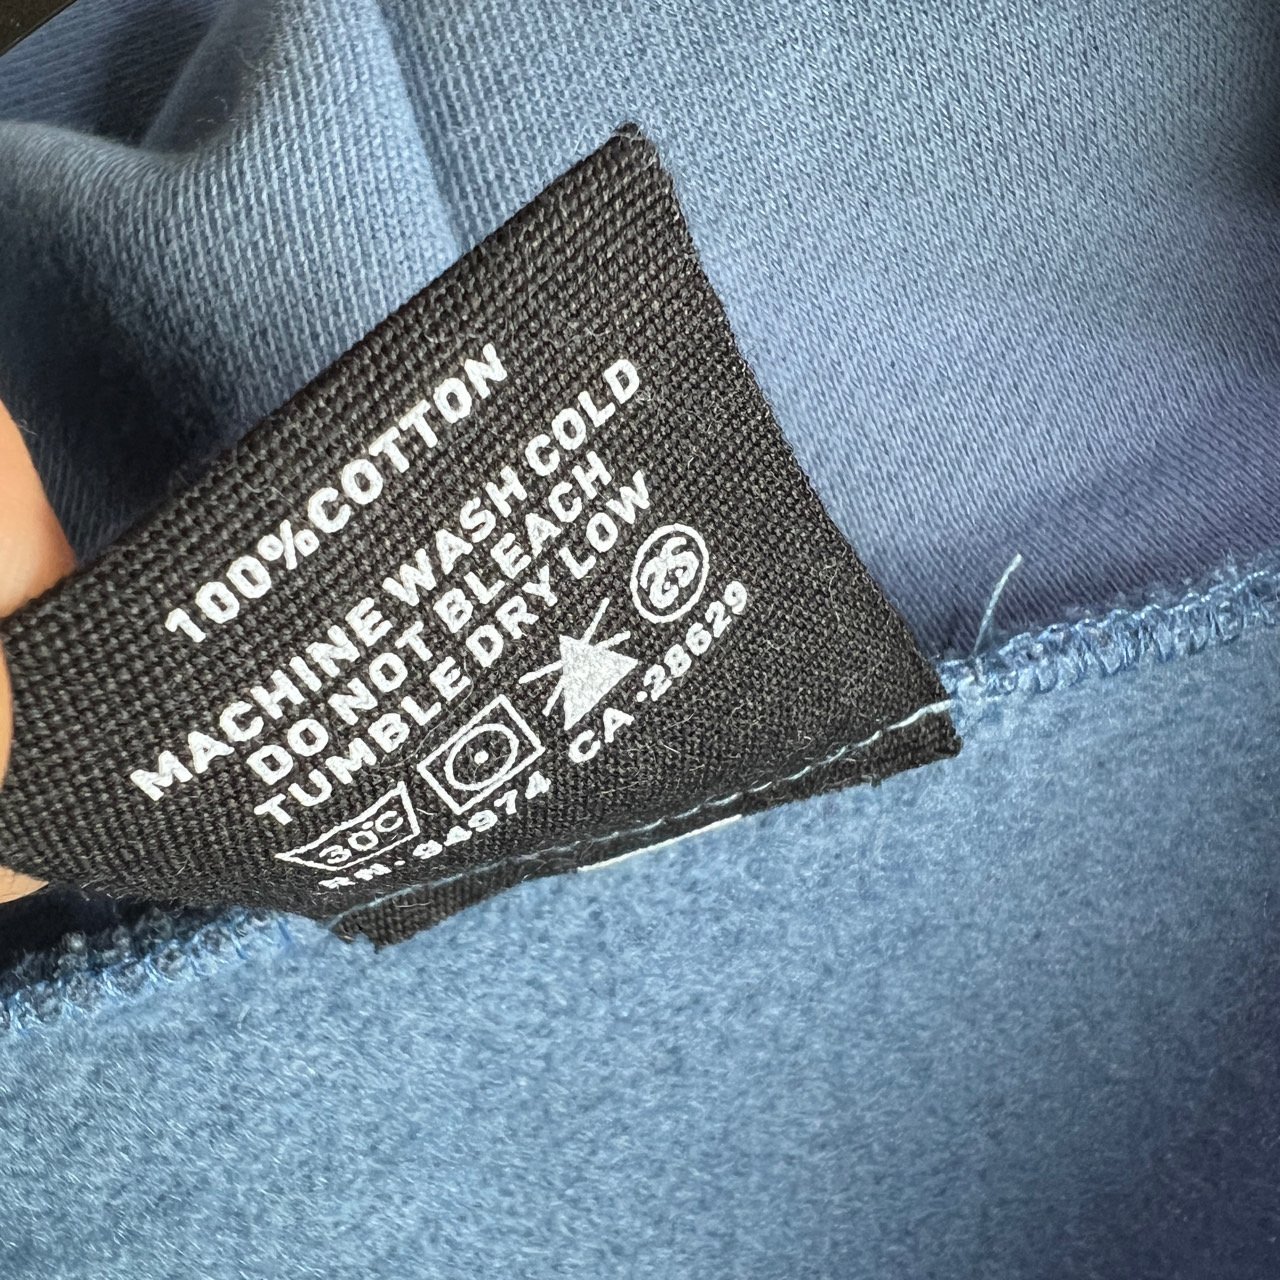 100%COTTON
MACHINE WASH COLD
DO NOT BLEACH
TUMBLE DRY LOW
30°C
RN·94974 CA·28629